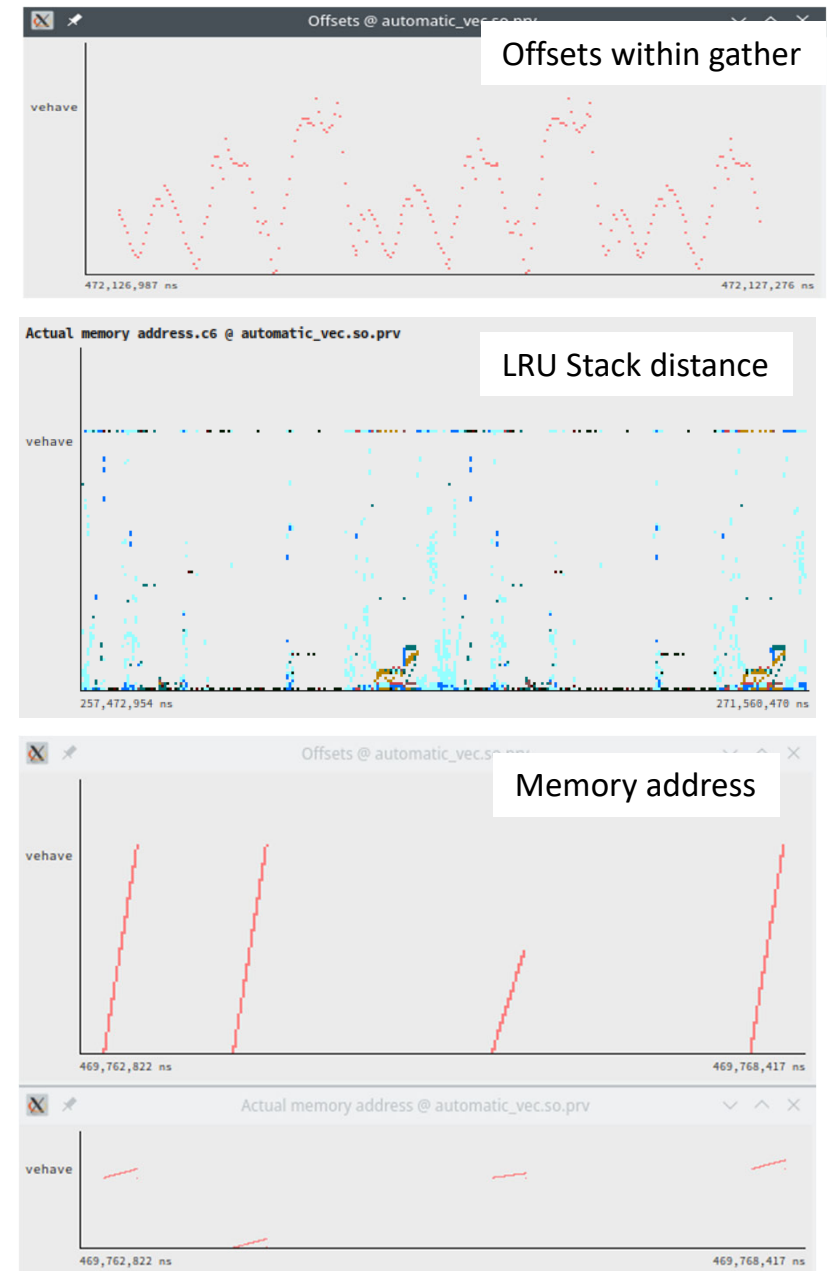 Offsets @ automatic_vec.so.prv
Offsets within gather
vehave
472,126,987 ns
472,127,276 ns
Actual memory address.c6 @ automatic_vec.so.prv
LRU Stack distance
vehave
257,472,954 ns
271,560,470 ns
Offsets @ automatic_vec.so.prv
Memory address
vehave
469,762,822 ns
469,768,417 ns
Actual memory address @ automatic_vec.so.prv
vehave
469,762,822 ns
469,768,417 ns